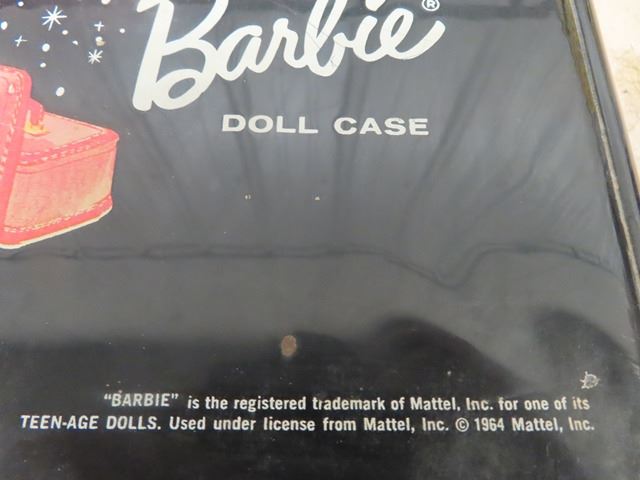 Barbie®
DOLL CASE
"BARBIE" is the registered trademark of Mattel, Inc. for one of its
TEEN-AGE DOLLS. Used under license from Mattel, Inc. © 1964 Mattel, Inc.